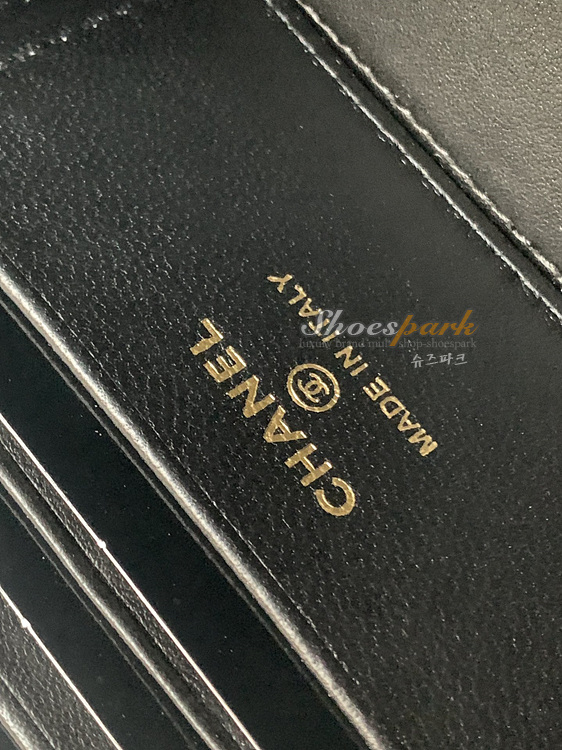 CHANEL
MADE IN ITALY
Shoespark
luxury brand multi shop-shoespark
슈즈파크